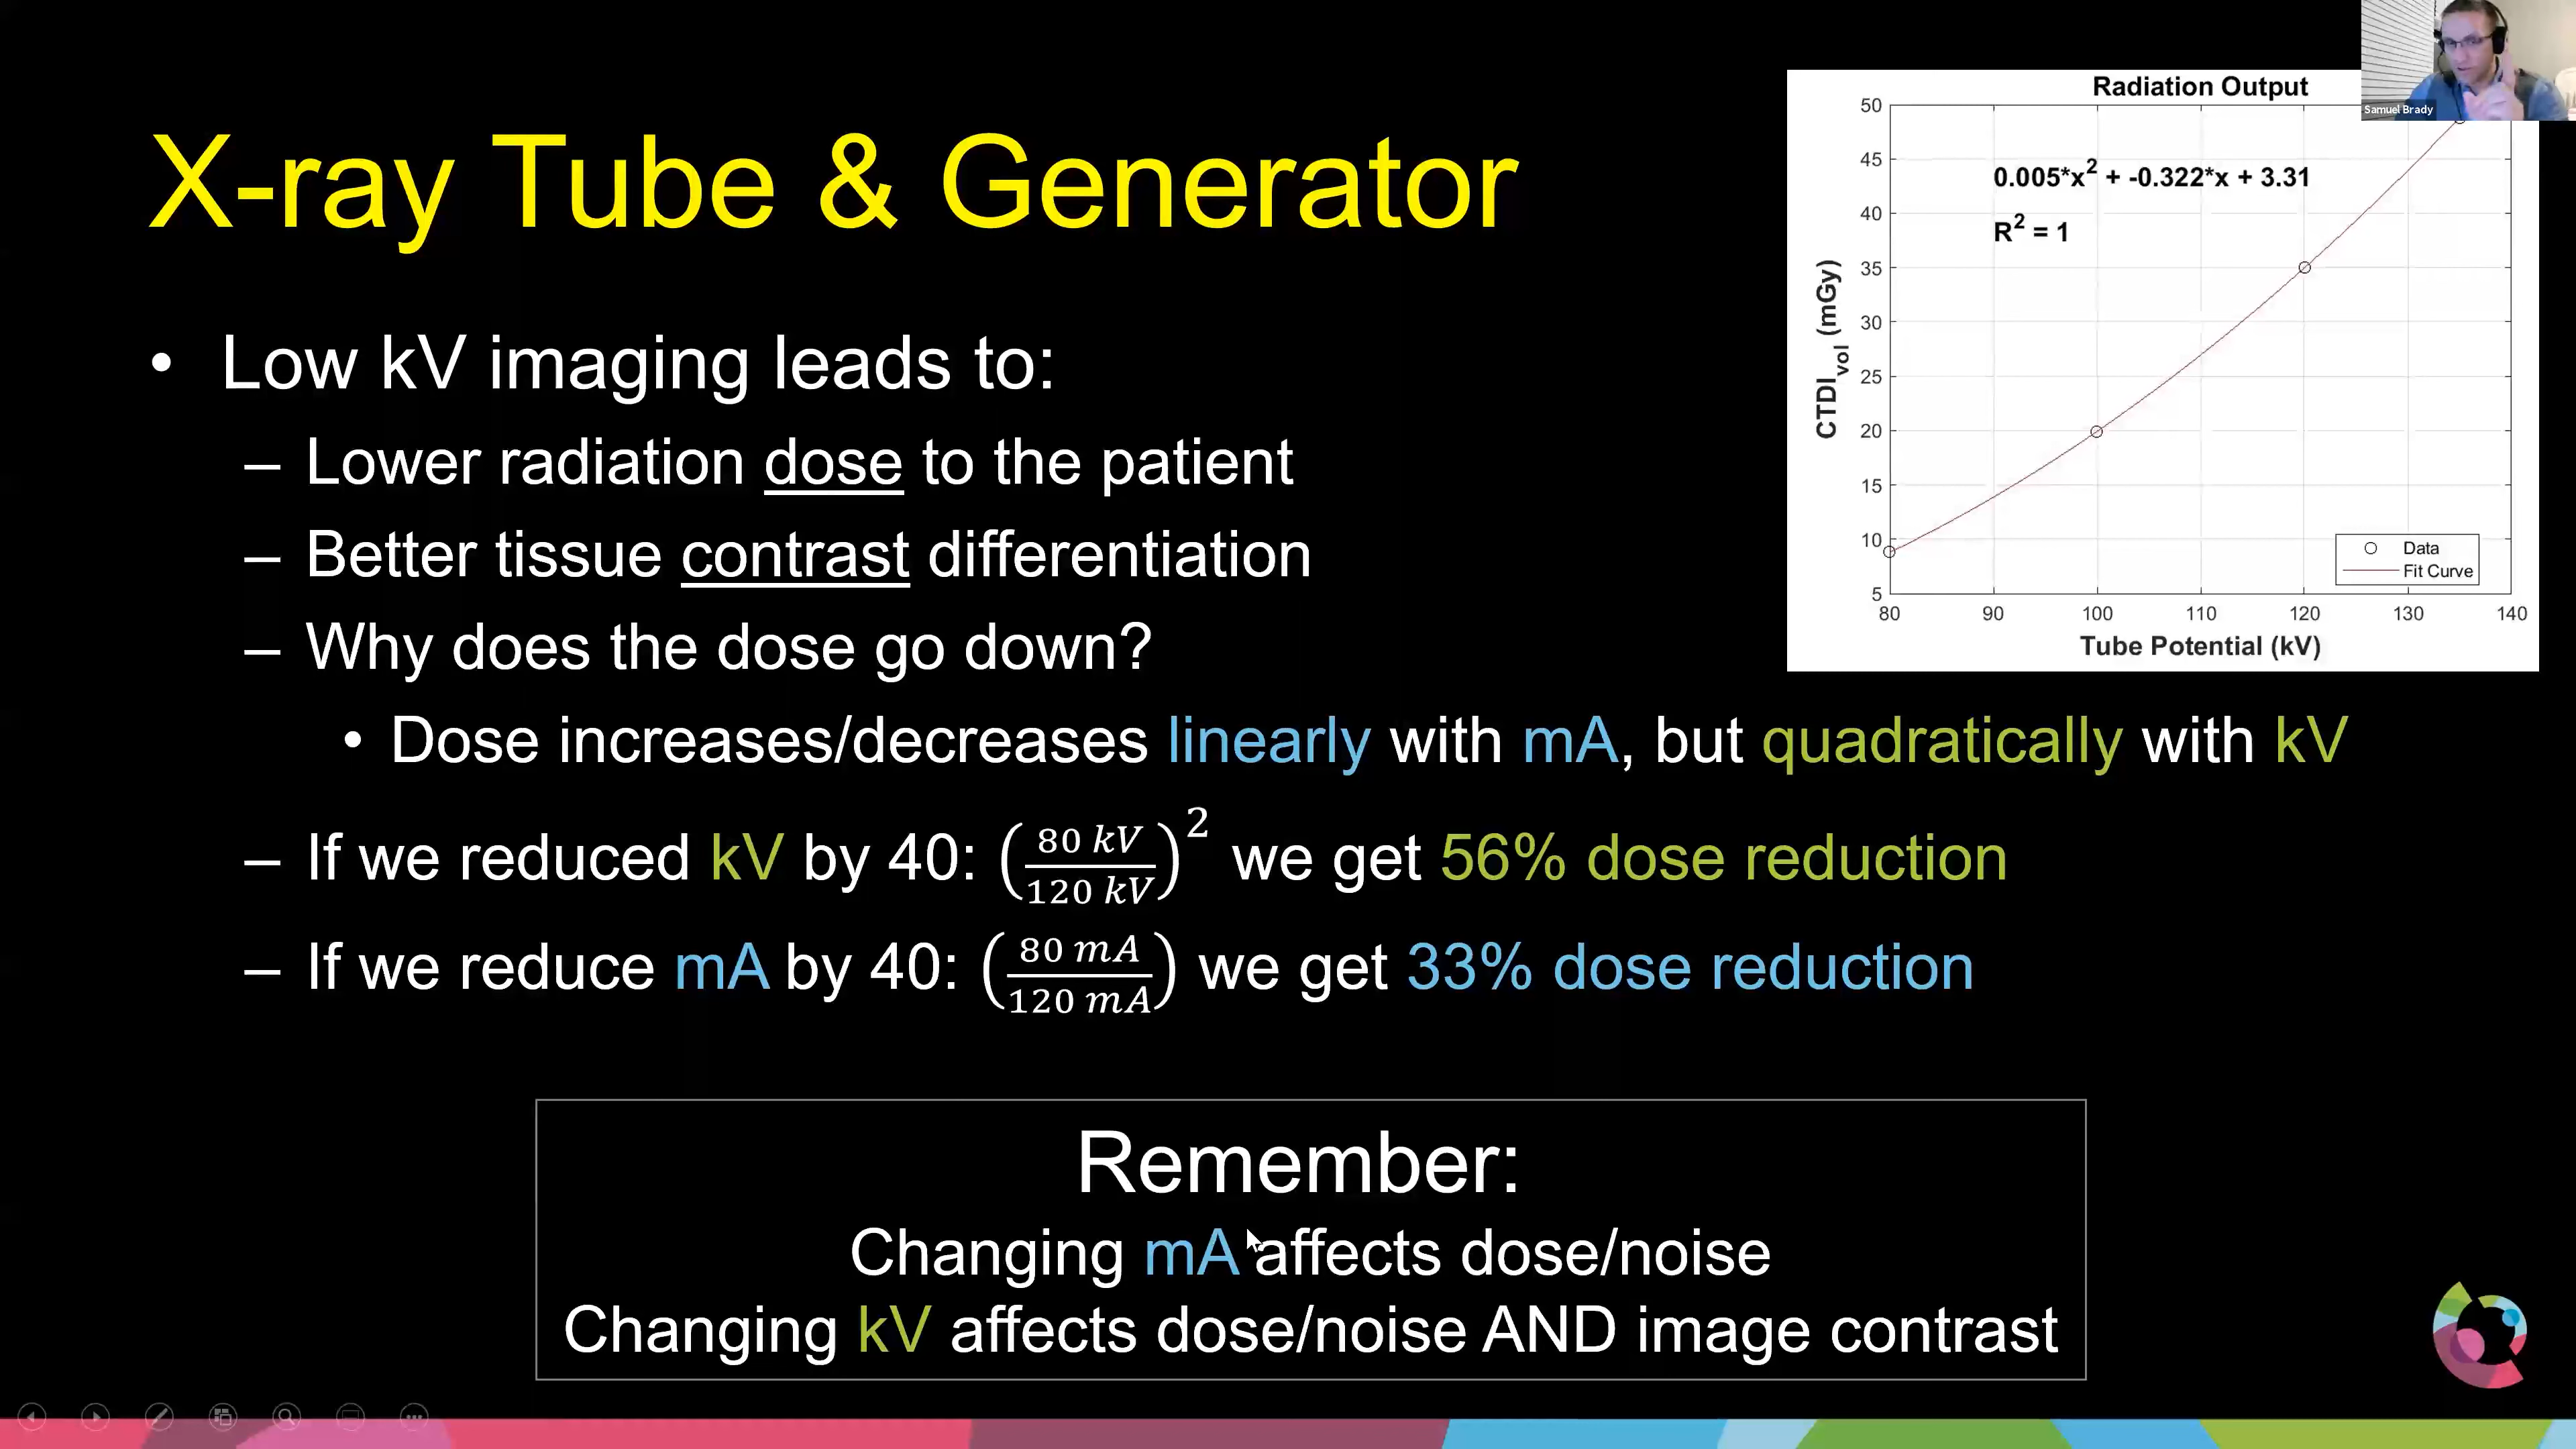 X-ray Tube & Generator
• Low kV imaging leads to:
– Lower radiation dose to the patient
– Better tissue contrast differentiation
– Why does the dose go down?
• Dose increases/decreases linearly with mA, but quadratically with kV
– If we reduced kV by 40: (80 kV / 120 kV)² we get 56% dose reduction
– If we reduce mA by 40: (80 mA / 120 mA) we get 33% dose reduction
Remember:
Changing mA affects dose/noise
Changing kV affects dose/noise AND image contrast
Radiation Output
0.005*x² + -0.322*x + 3.31
R² = 1
CTDIvol (mGy)
50
45
40
35
30
25
20
15
10
5
80 90 100 110 120 130 140
Tube Potential (kV)
Data
Fit Curve
Samuel Brady